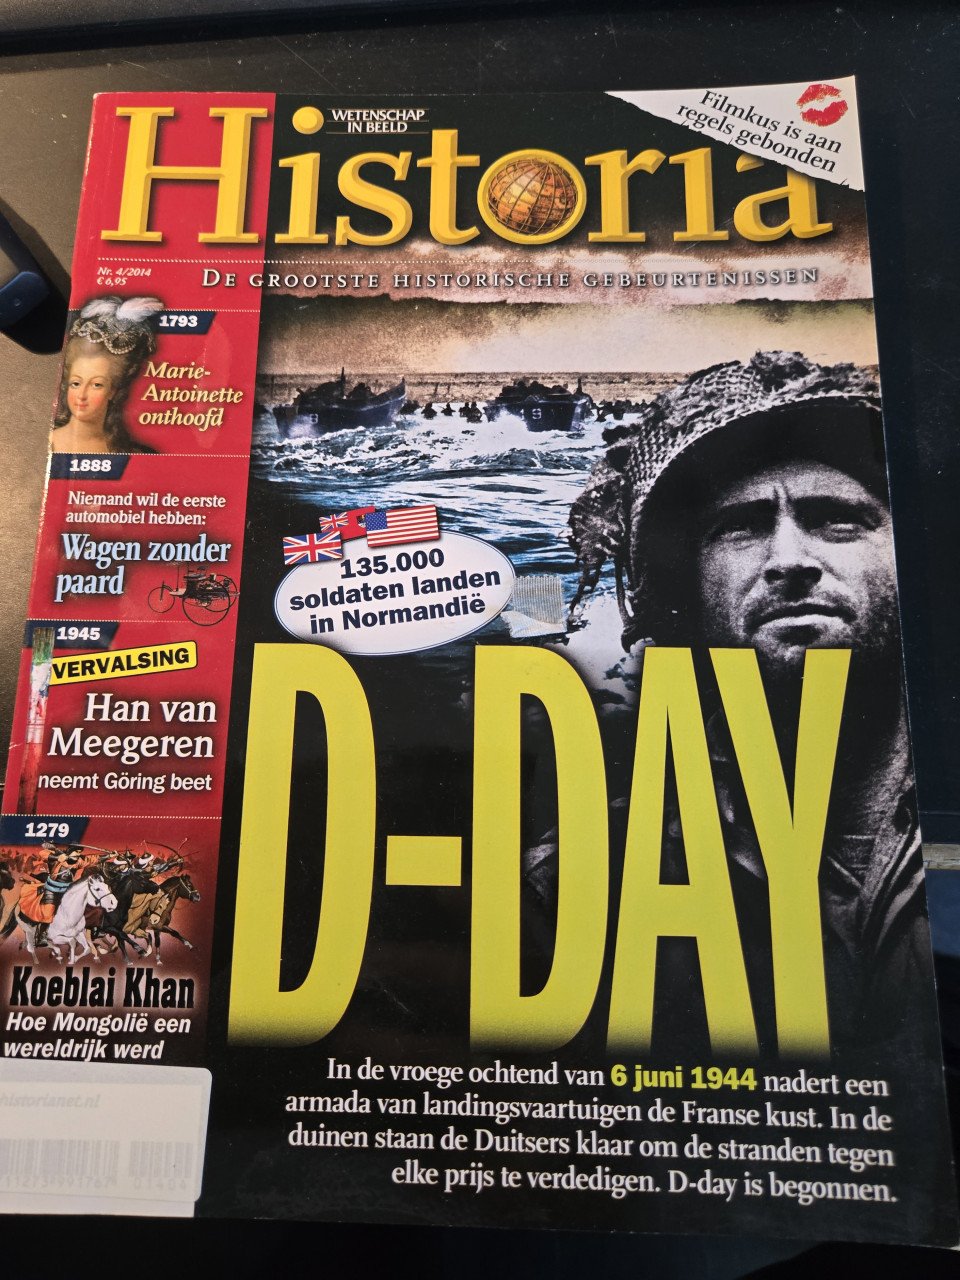 WETENSCHAP
IN BEELD
Historia
Filmkus is aan
regels gebonden
Nr. 4/2014
€ 6,95
DE GROOTSTE HISTORISCHE GEBEURTENISSEN
1793
Marie-
Antoinette
onthoofd
1888
Niemand wil de eerste
automobiel hebben:
Wagen zonder
paard
1945
VERVALSING
Han van
Meegeren
neemt Göring beet
1279
Koeblai Khan
Hoe Mongolië een
wereldrijk werd
historianet.nl
9
135.000
soldaten landen
in Normandië
D-DAY
In de vroege ochtend van 6 juni 1944 nadert een
armada van landingsvaartuigen de Franse kust. In de
duinen staan de Duitsers klaar om de stranden tegen
elke prijs te verdedigen. D-day is begonnen.